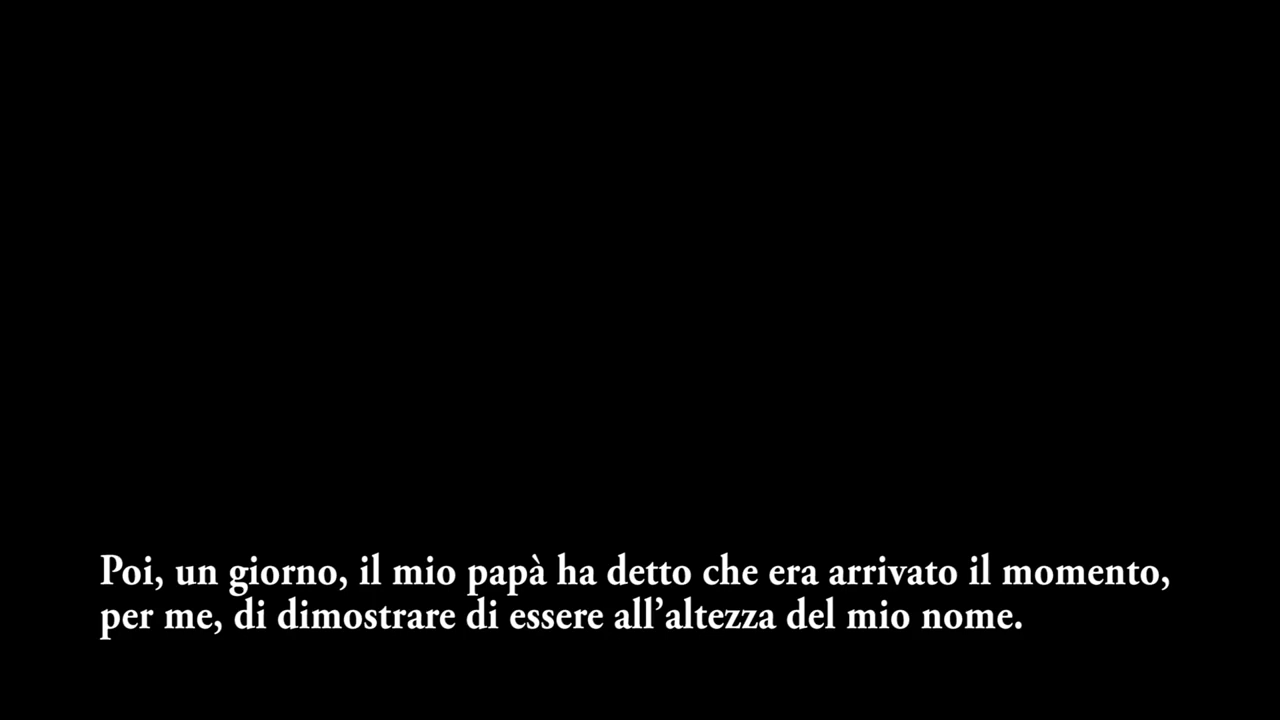 Poi, un giorno, il mio papà ha detto che era arrivato il momento,
per me, di dimostrare di essere all’altezza del mio nome.